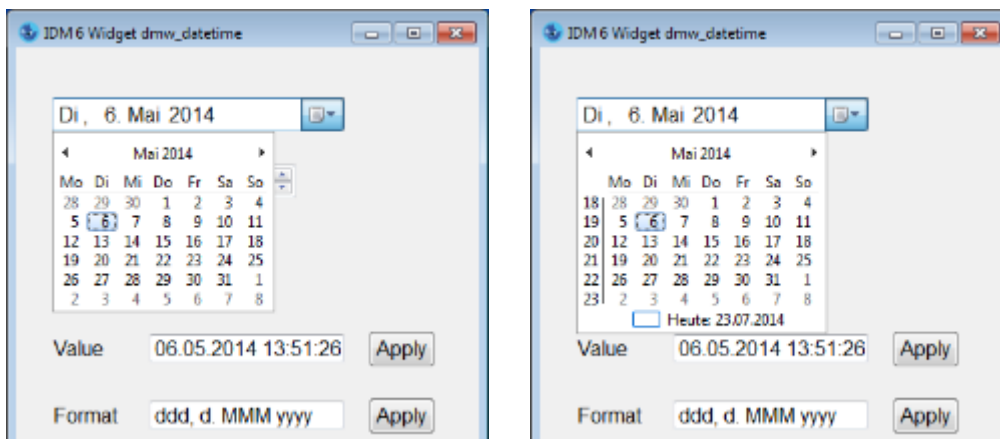 IDM6 Widget dmw_datetime
Di, 6. Mai 2014
Mai 2014
Mo Di Mi Do Fr Sa So
28 29 30 1 2 3 4
5 6 7 8 9 10 11
12 13 14 15 16 17 18
19 20 21 22 23 24 25
26 27 28 29 30 31 1
2 3 4 5 6 7 8
Value 06.05.2014 13:51:26 Apply
Format ddd, d. MMM yyyy Apply
IDM6 Widget dmw_datetime
Di, 6. Mai 2014
Mai 2014
Mo Di Mi Do Fr Sa So
18 28 29 30 1 2 3 4
19 5 6 7 8 9 10 11
20 12 13 14 15 16 17 18
21 19 20 21 22 23 24 25
22 26 27 28 29 30 31 1
23 2 3 4 5 6 7 8
Heute: 23.07.2014
Value 06.05.2014 13:51:26 Apply
Format ddd, d. MMM yyyy Apply